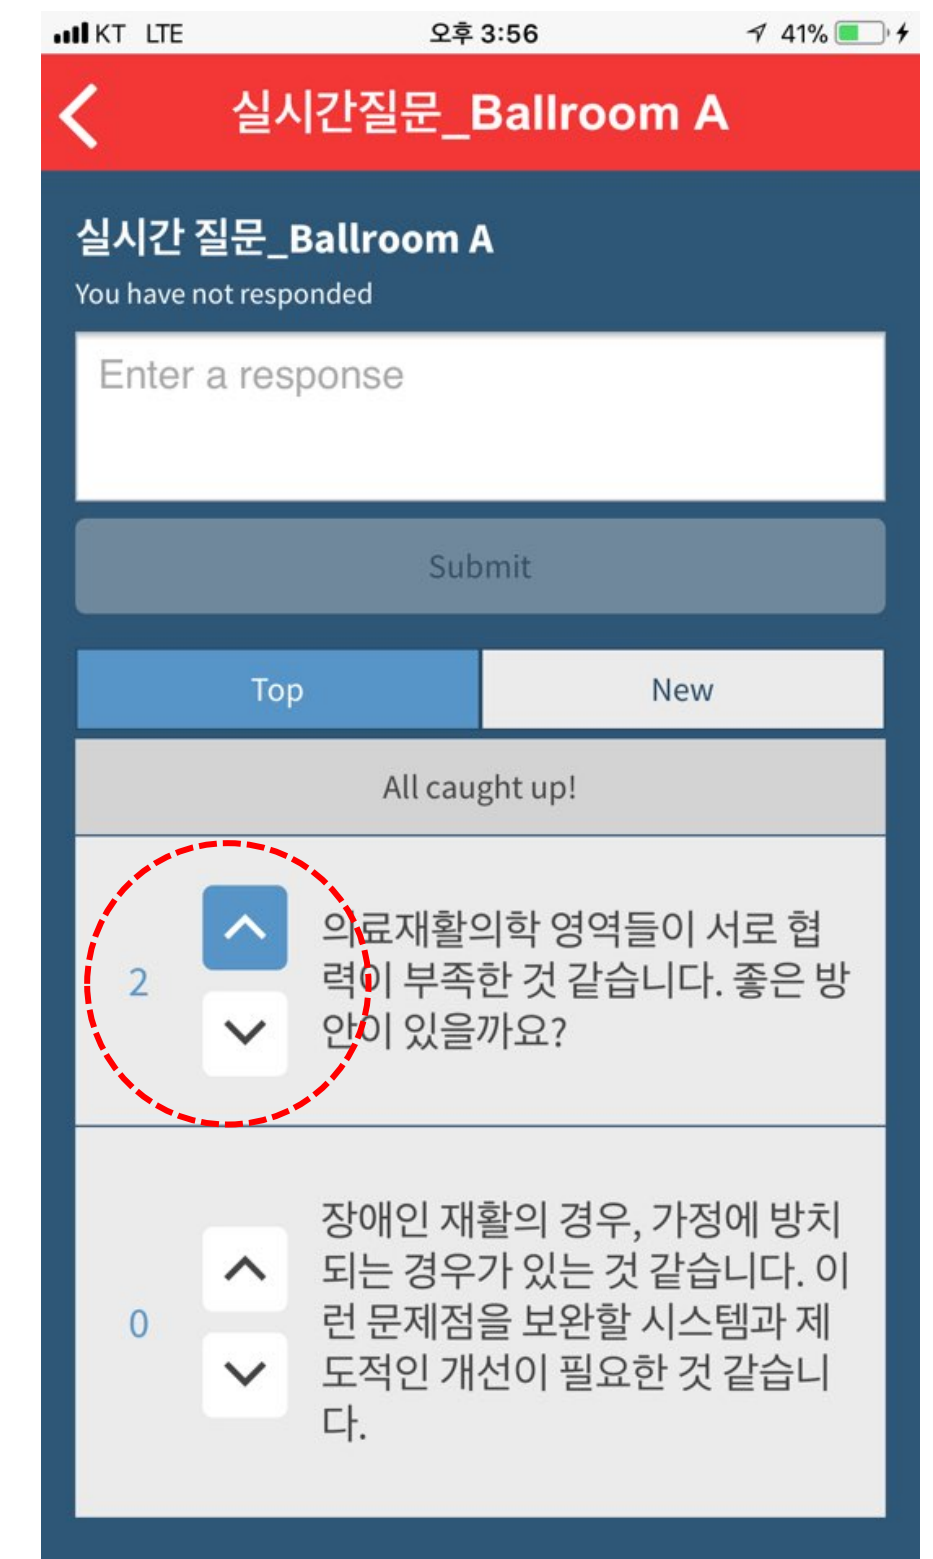 KT LTE 오후 3:56 41%
실시간질문_Ballroom A
실시간 질문_Ballroom A
You have not responded
Enter a response
Submit
Top New
All caught up!
2
의료재활의학 영역들이 서로 협
력이 부족한 것 같습니다. 좋은 방
안이 있을까요?
0
장애인 재활의 경우, 가정에 방치
되는 경우가 있는 것 같습니다. 이
런 문제점을 보완할 시스템과 제
도적인 개선이 필요한 것 같습니
다.